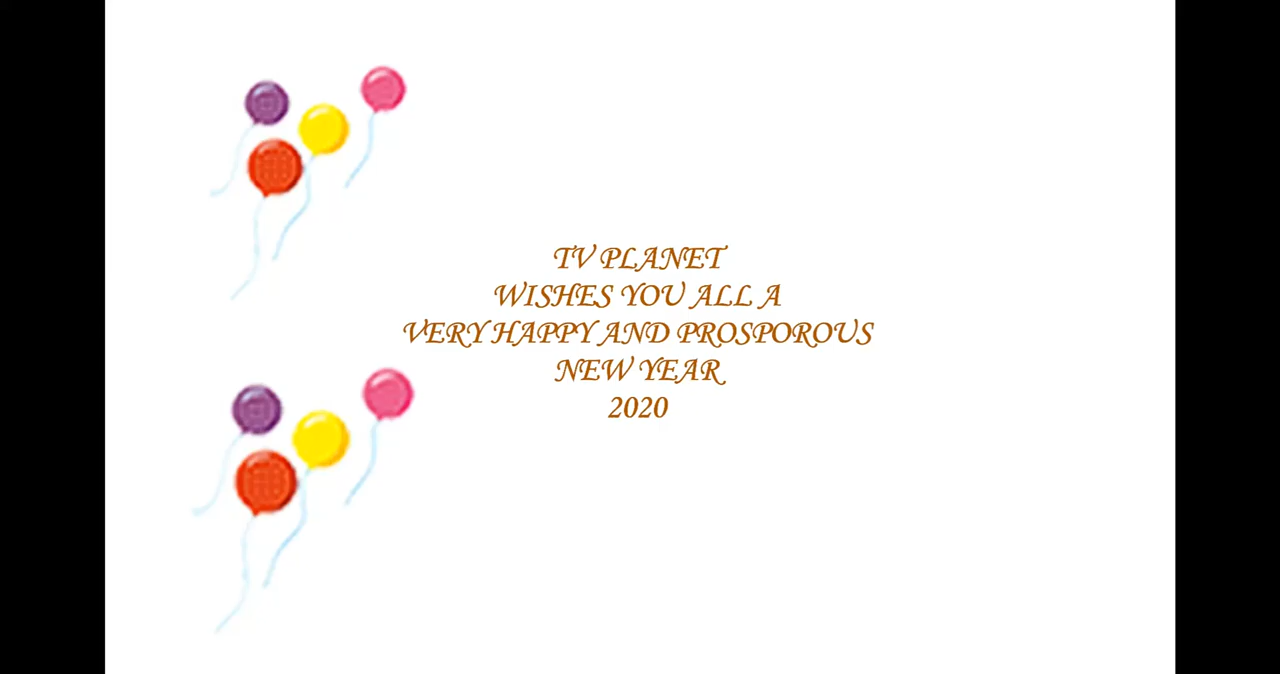 TV PLANET
WISHES YOU ALL A
VERY HAPPY AND PROSPOROUS
NEW YEAR
2020